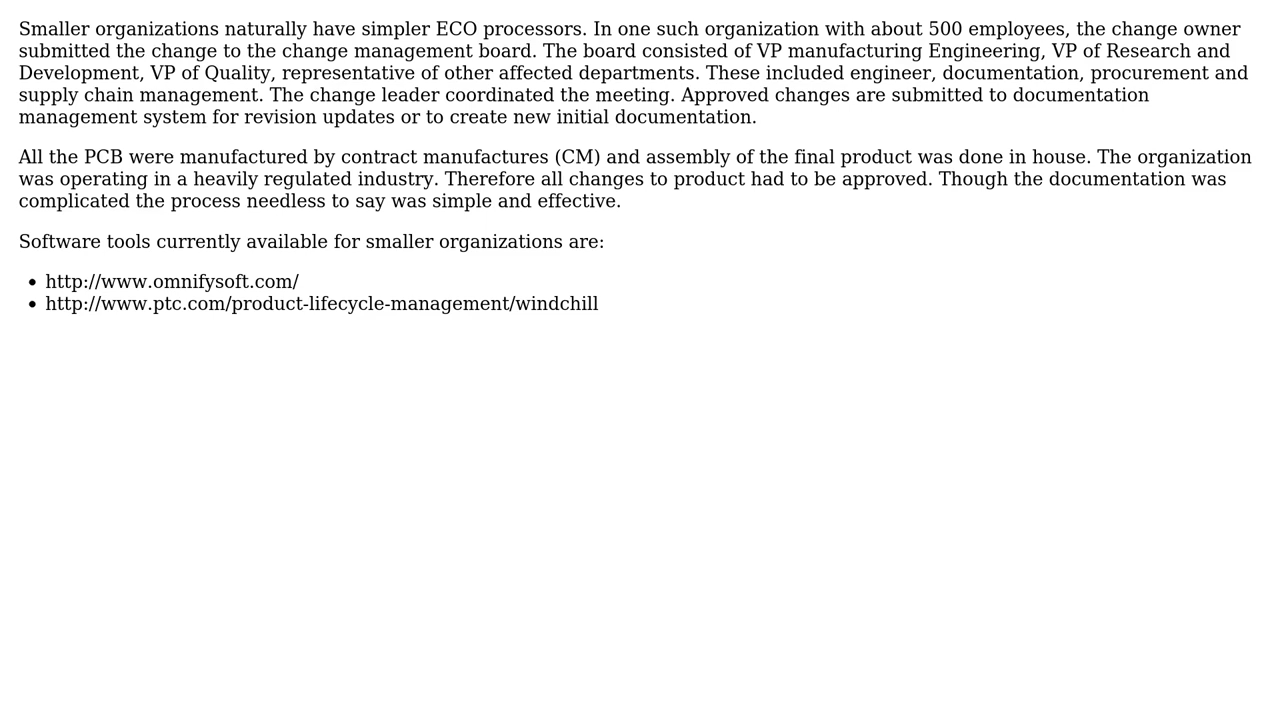 Smaller organizations naturally have simpler ECO processors. In one such organization with about 500 employees, the change owner
submitted the change to the change management board. The board consisted of VP manufacturing Engineering, VP of Research and
Development, VP of Quality, representative of other affected departments. These included engineer, documentation, procurement and
supply chain management. The change leader coordinated the meeting. Approved changes are submitted to documentation
management system for revision updates or to create new initial documentation.
All the PCB were manufactured by contract manufactures (CM) and assembly of the final product was done in house. The organization
was operating in a heavily regulated industry. Therefore all changes to product had to be approved. Though the documentation was
complicated the process needless to say was simple and effective.
Software tools currently available for smaller organizations are:
• http://www.omnifysoft.com/
• http://www.ptc.com/product-lifecycle-management/windchill